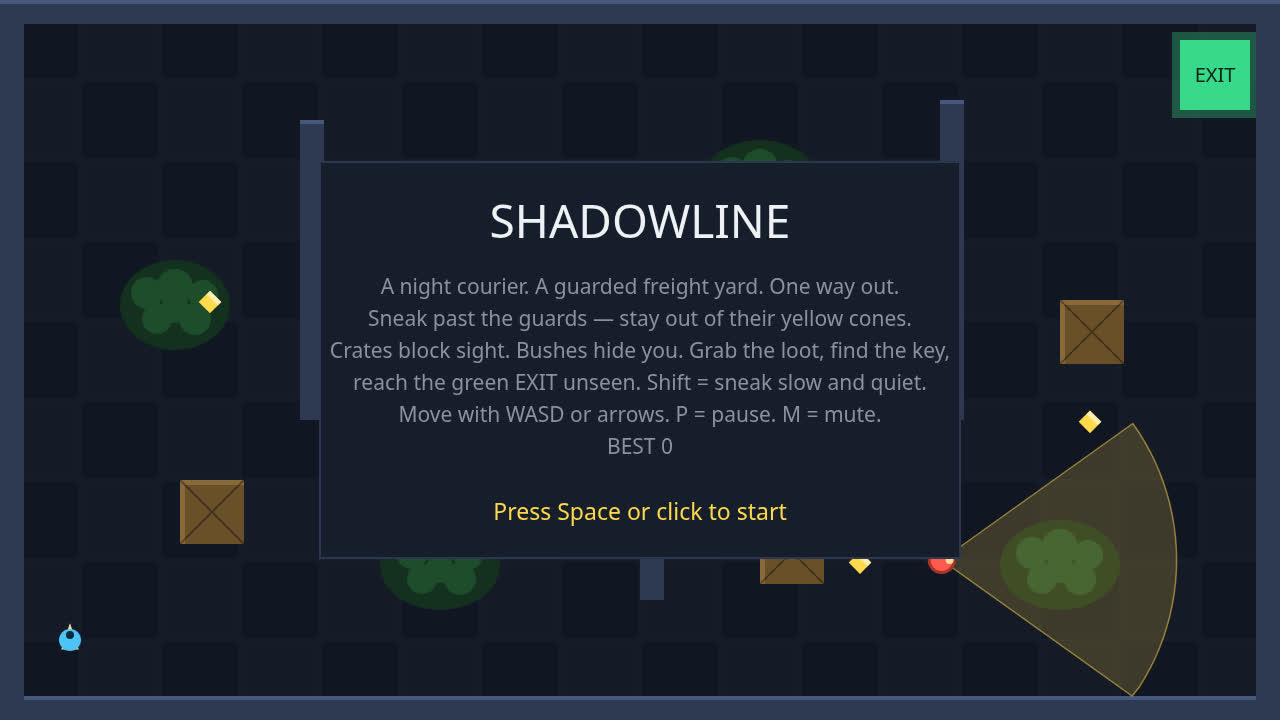 EXIT
SHADOWLINE
A night courier. A guarded freight yard. One way out.
Sneak past the guards — stay out of their yellow cones.
Crates block sight. Bushes hide you. Grab the loot, find the key,
reach the green EXIT unseen. Shift = sneak slow and quiet.
Move with WASD or arrows. P = pause. M = mute.
BEST 0
Press Space or click to start